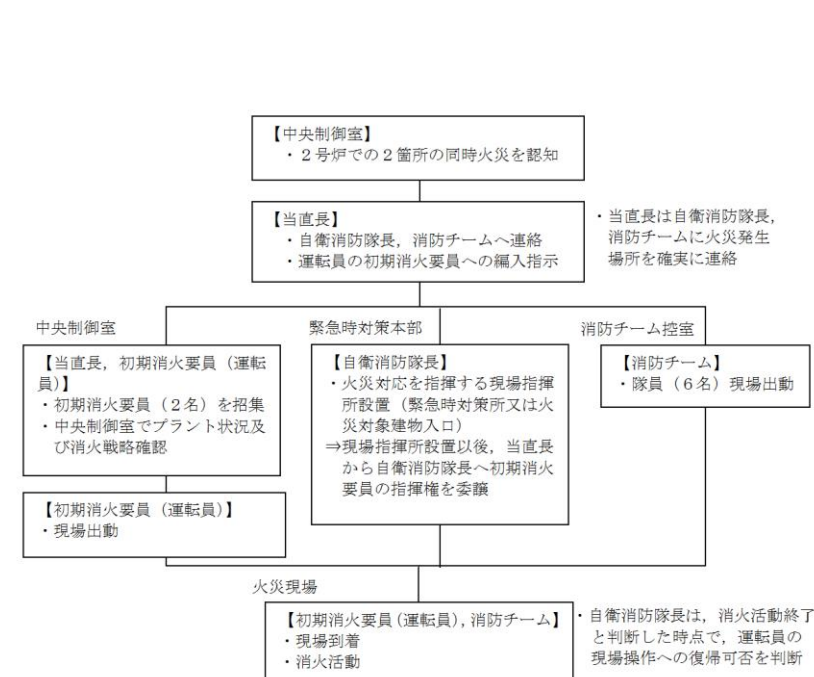 【中央制御室】
・２号炉での２箇所の同時火災を認知
【当直長】
・自衛消防隊長，消防チームへ連絡
・運転員の初期消火要員への編入指示
・当直長は自衛消防隊長，
消防チームに火災発生
場所を確実に連絡
中央制御室
【当直長，初期消火要員（運転
員）】
・初期消火要員（２名）を招集
・中央制御室でプラント状況及
び消火戦略確認
【初期消火要員（運転員）】
・現場出動
緊急時対策本部
【自衛消防隊長】
・火災対応を指揮する現場指揮
所設置（緊急時対策所又は火
災対象建物入口）
⇒現場指揮所設置以後，当直長
から自衛消防隊長へ初期消火
要員の指揮権を委譲
消防チーム控室
【消防チーム】
・隊員（６名）現場出動
火災現場
【初期消火要員（運転員），消防チーム】
・現場到着
・消火活動
・自衛消防隊長は，消火活動終了
と判断した時点で，運転員の
現場操作への復帰可否を判断